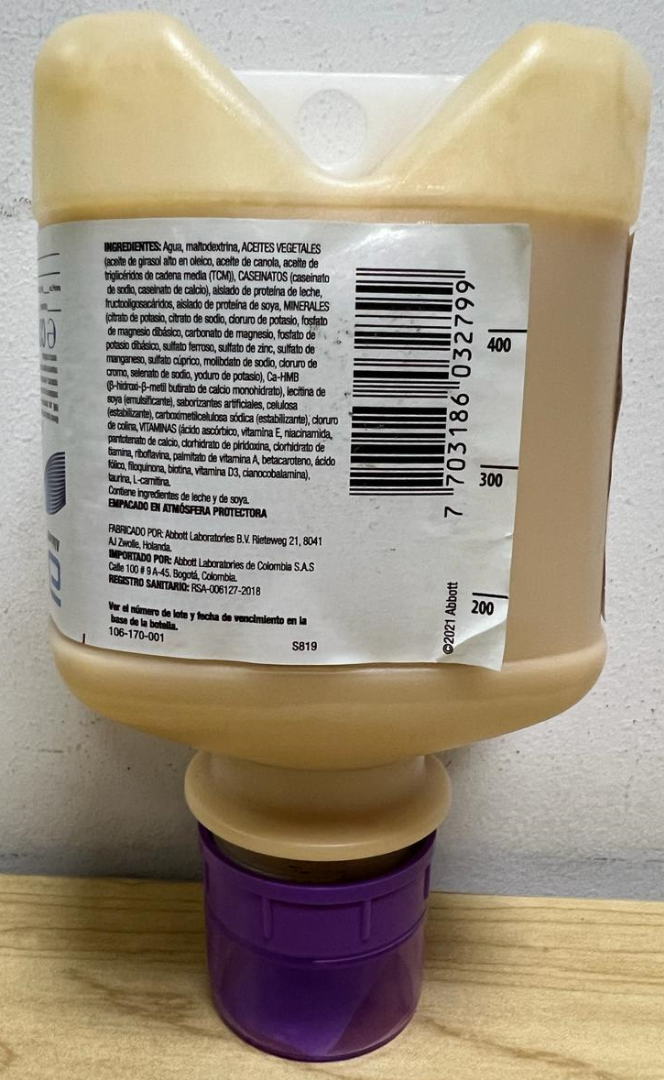 INGREDIENTES: Agua, maltodextrina, ACEITES VEGETALES
(aceite de girasol alto en oleico, aceite de canola, aceite de
triglicéridos de cadena media (TCM)), CASEINATOS (caseinato
de sodio, caseinato de calcio), aislado de proteína de leche,
fructooligosacáridos, aislado de proteína de soya, MINERALES
(citrato de potasio, citrato de sodio, cloruro de potasio, fosfato
de magnesio dibásico, carbonato de magnesio, fosfato de
potasio dibásico, sulfato ferroso, sulfato de zinc, sulfato de
manganeso, sulfato cúprico, molibdato de sodio, cloruro de
cromo, selenato de sodio, yoduro de potasio), Ca-HMB
(β-hidroxi-β-metil butirato de calcio monohidrato), lecitina de
soya (emulsificante), saborizantes artificiales, celulosa
(estabilizante), carboximetilcelulosa sódica (estabilizante), cloruro
de colina, VITAMINAS (ácido ascórbico, vitamina E, niacinamida,
pantotenato de calcio, clorhidrato de piridoxina, clorhidrato de
tiamina, riboflavina, palmitato de vitamina A, betacaroteno, ácido
fólico, filoquinona, biotina, vitamina D3, cianocobalamina),
taurina, L-carnitina.
Contiene ingredientes de leche y de soya.
EMPACADO EN ATMÓSFERA PROTECTORA
FABRICADO POR: Abbott Laboratories B.V. Rieteweg 21, 8041
AJ Zwolle, Holanda.
IMPORTADO POR: Abbott Laboratories de Colombia S.A.S
Calle 100 # 9 A-45. Bogotá, Colombia.
REGISTRO SANITARIO: RSA-006127-2018
Ver el número de lote y fecha de vencimiento en la
base de la botella.
106-170-001
S819
7 703186 032799
©2021 Abbott
400
300
200